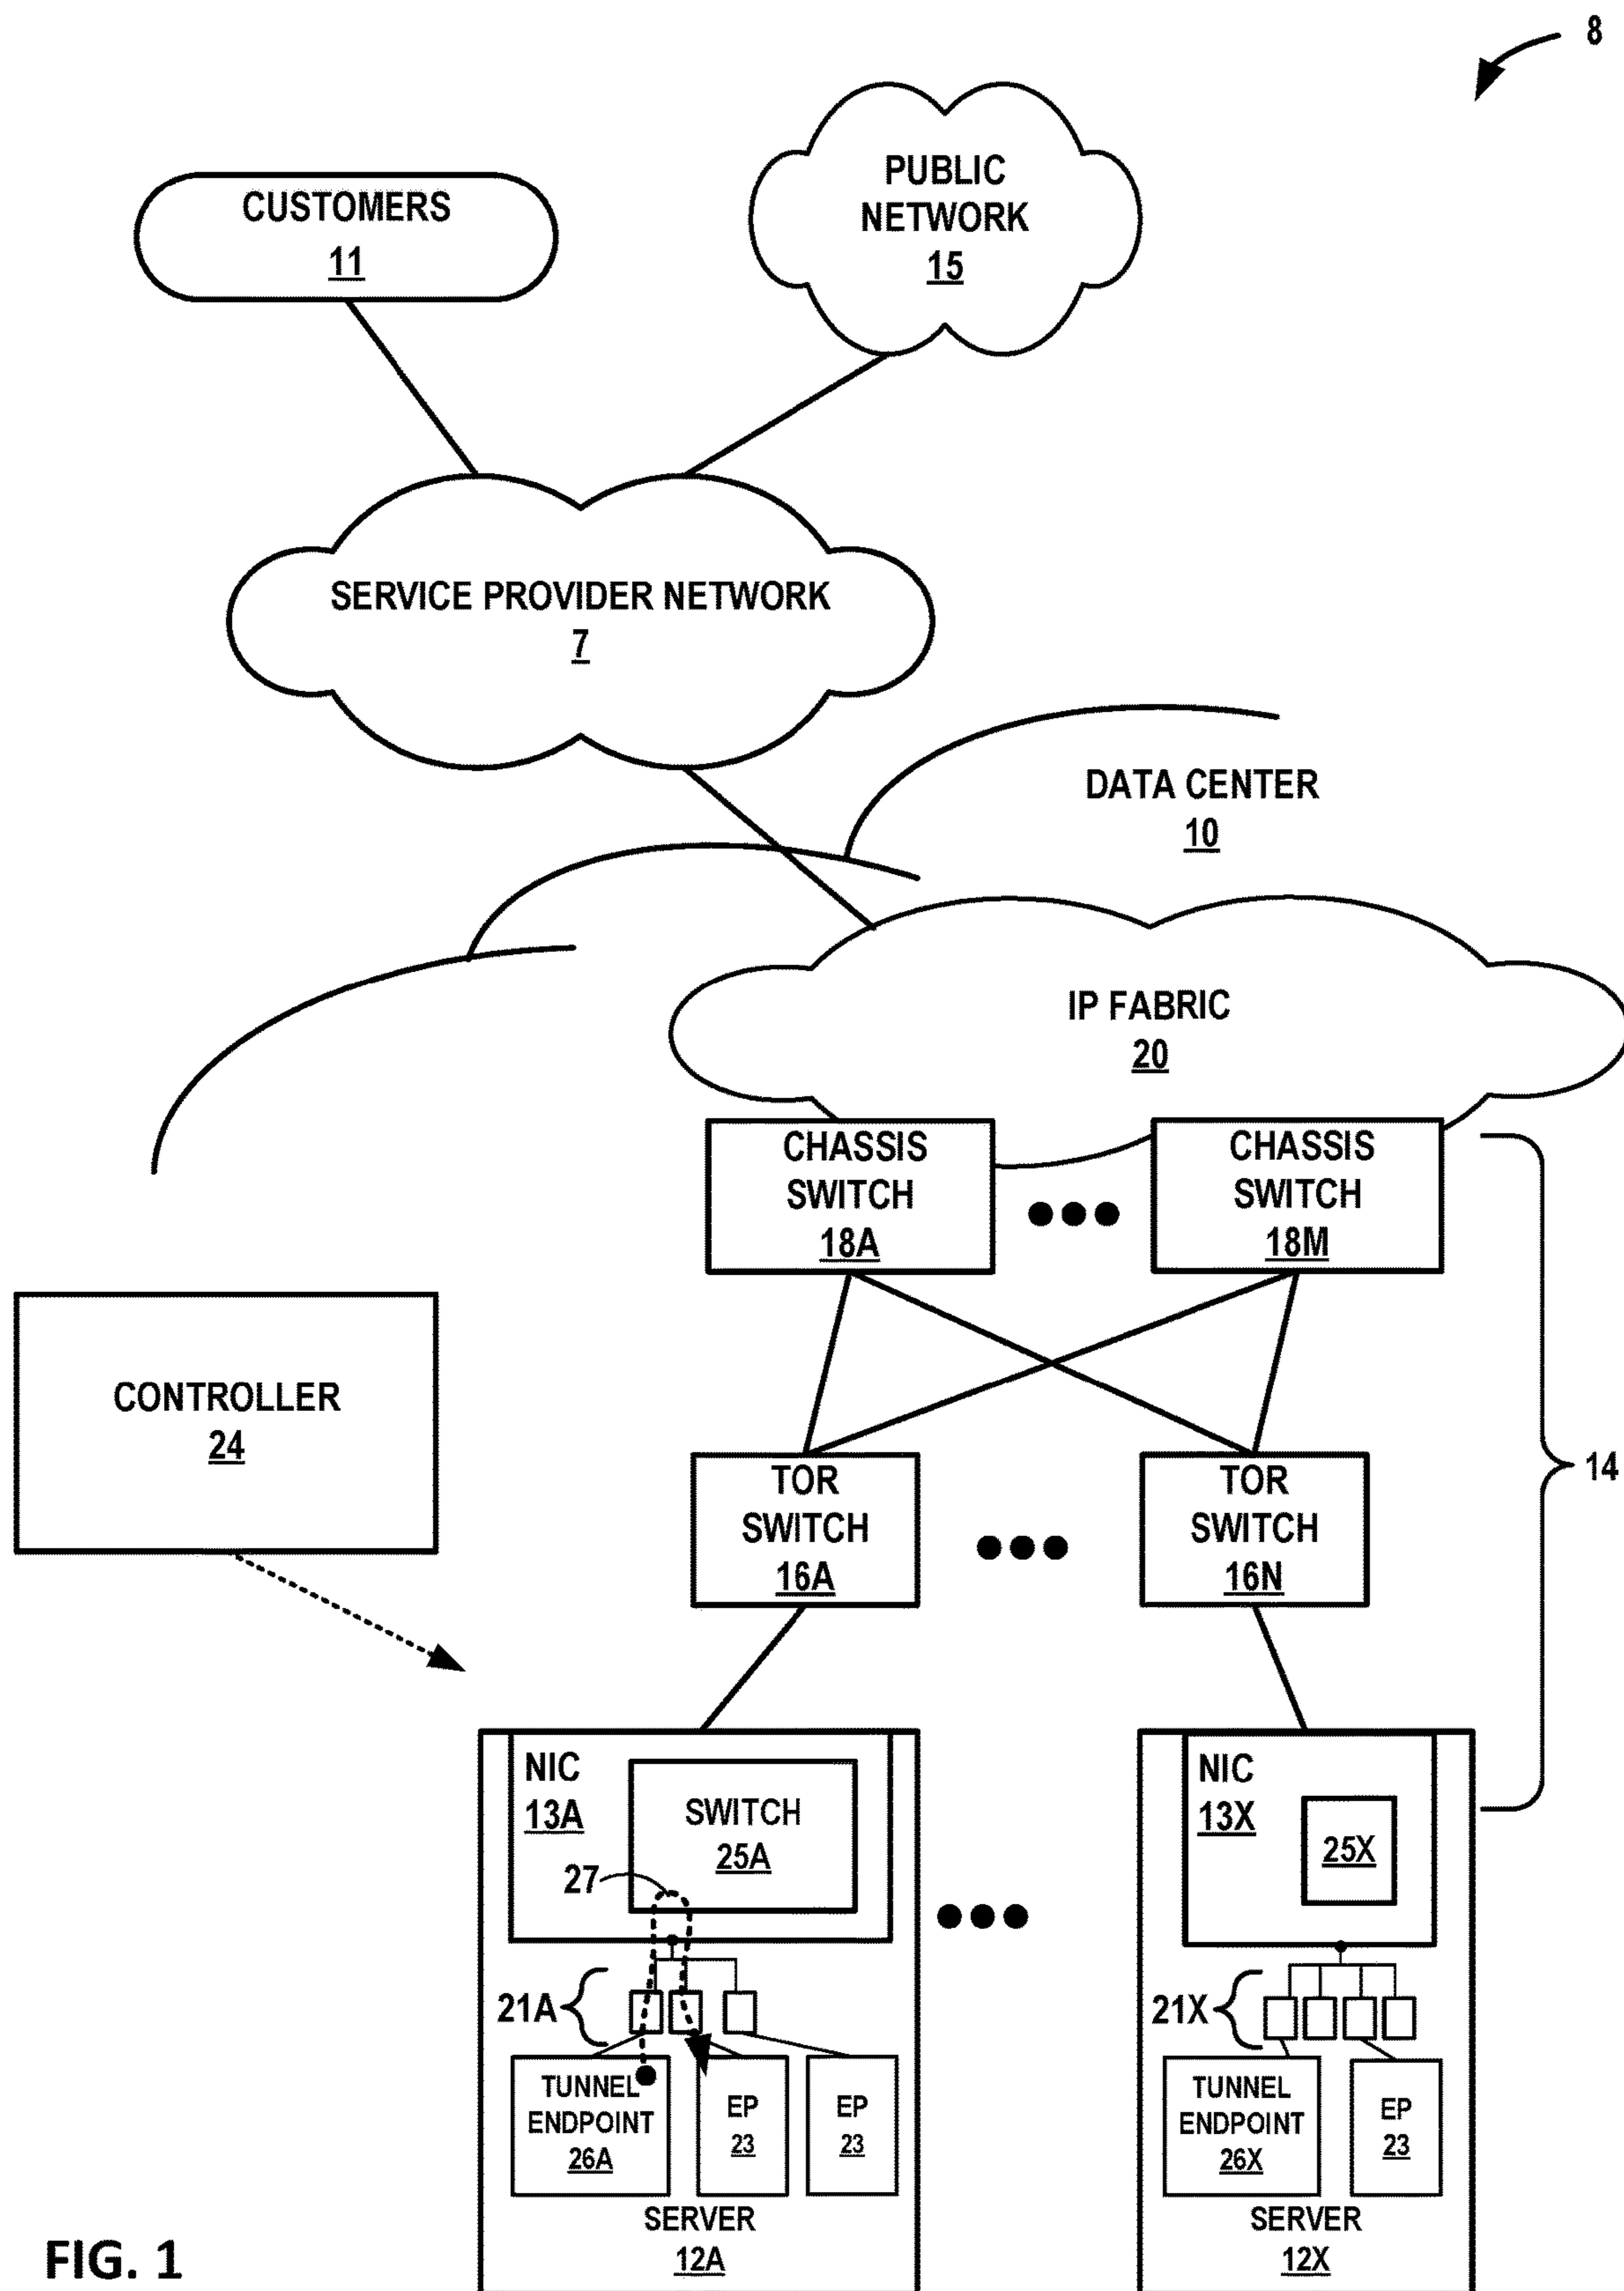 8
PUBLIC
NETWORK
15
CUSTOMERS
11
SERVICE PROVIDER NETWORK
7
DATA CENTER
10
IP FABRIC
20
CHASSIS
SWITCH
18A
CHASSIS
SWITCH
18M
CONTROLLER
24
TOR
SWITCH
16A
TOR
SWITCH
16N
14
NIC
13A
SWITCH
25A
27
NIC
13X
25X
21A
21X
TUNNEL
ENDPOINT
26A
EP
23
EP
23
TUNNEL
ENDPOINT
26X
EP
23
SERVER
12A
SERVER
12X
FIG. 1